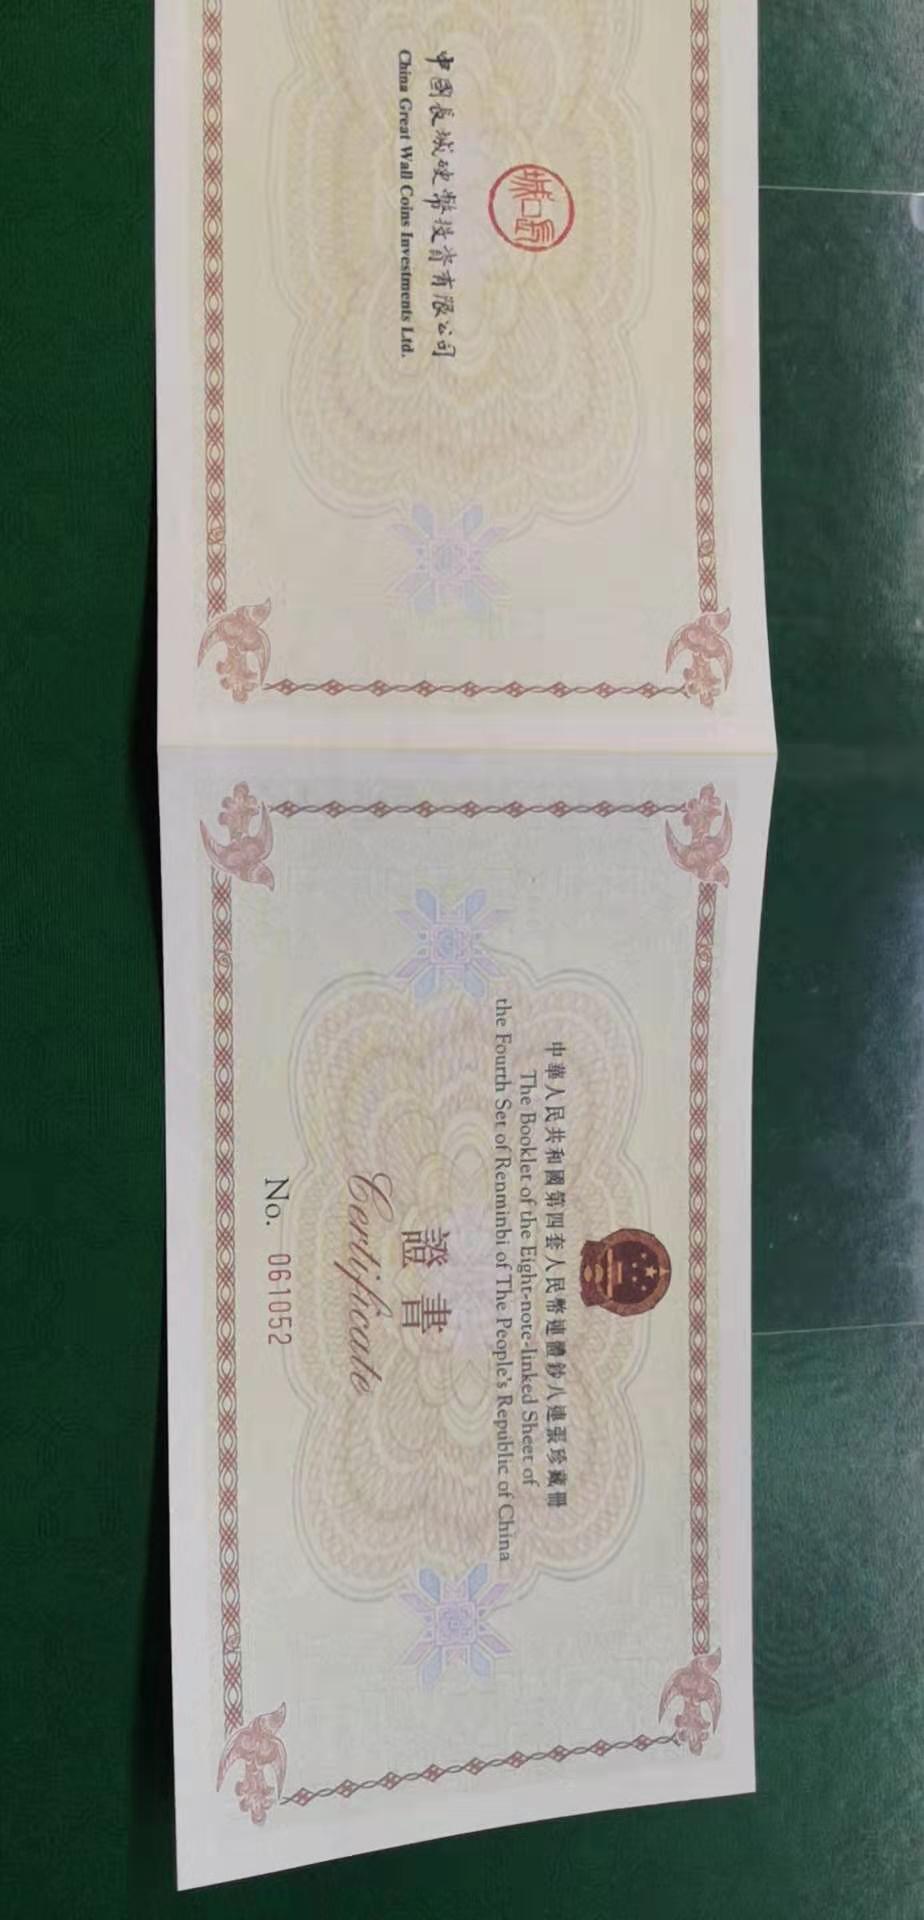 中國長城硬幣投資有限公司
China Great Wall Coins Investments Ltd.
中華人民共和國第四套人民幣連體鈔八連張珍藏冊
The Booklet of the Eight-note-linked Sheet of
the Fourth Set of Renminbi of The People's Republic of China
證書
Certificate
No. 061052